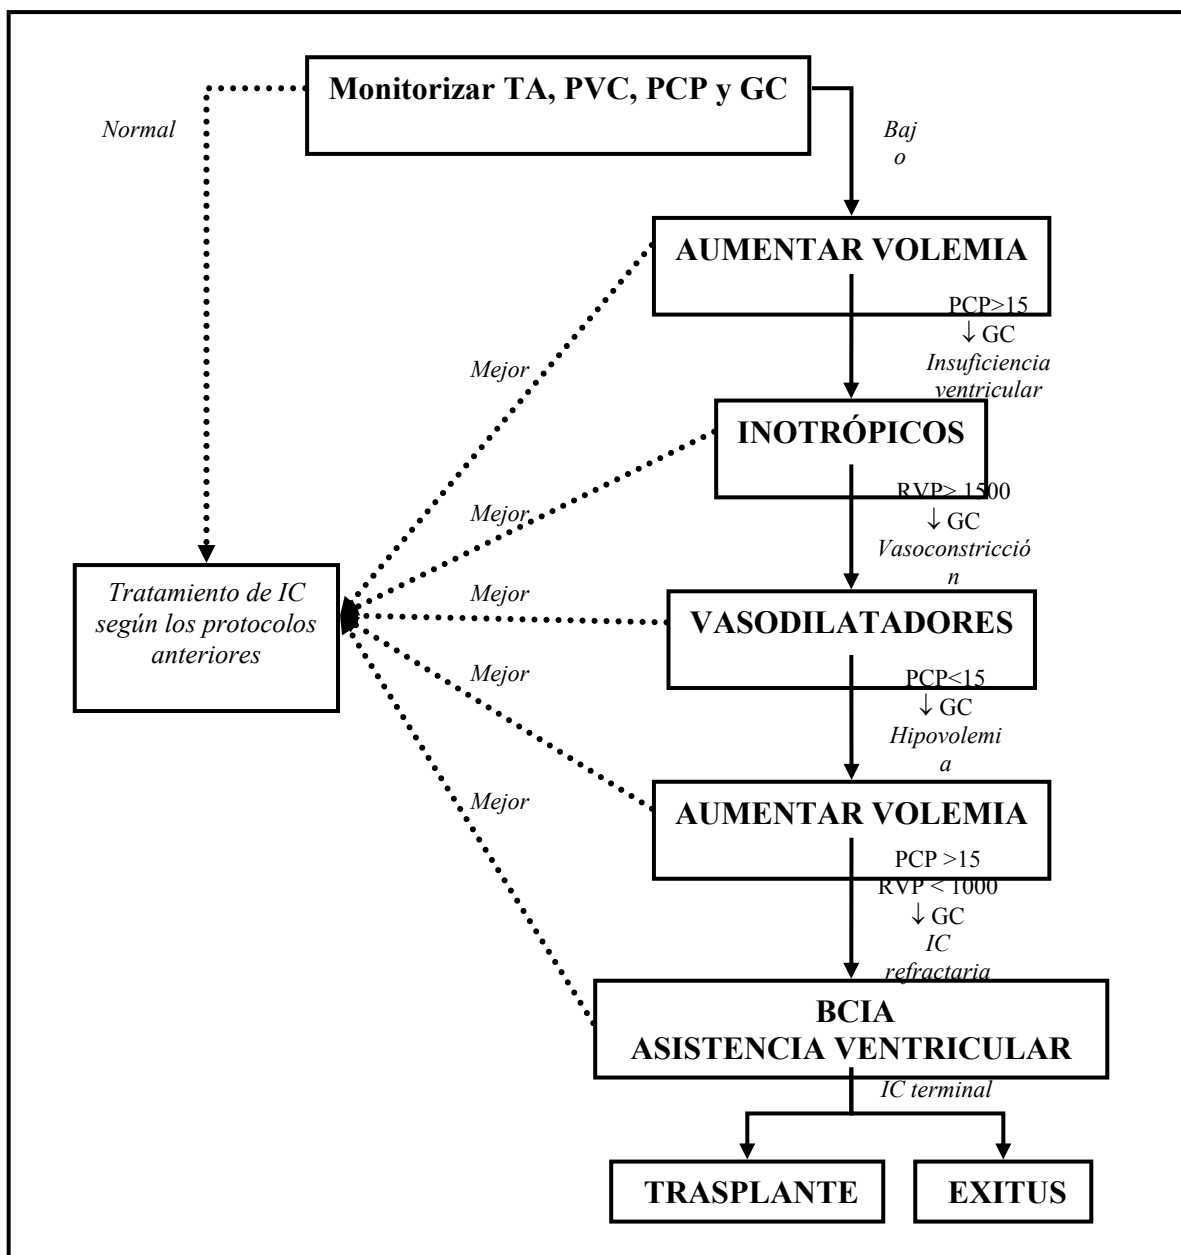 Monitorizar TA, PVC, PCP y GC
Normal
Baj
o
AUMENTAR VOLEMIA
PCP>15
↓ GC
Insuficiencia
ventricular
Mejor
INOTRÓPICOS
RVP> 1500
↓ GC
Vasoconstricció
n
Mejor
Tratamiento de IC
según los protocolos
anteriores
Mejor
VASODILATADORES
PCP<15
↓ GC
Hipovolemi
a
Mejor
AUMENTAR VOLEMIA
PCP >15
RVP < 1000
↓ GC
IC
refractaria
Mejor
BCIA
ASISTENCIA VENTRICULAR
IC terminal
TRASPLANTE
EXITUS